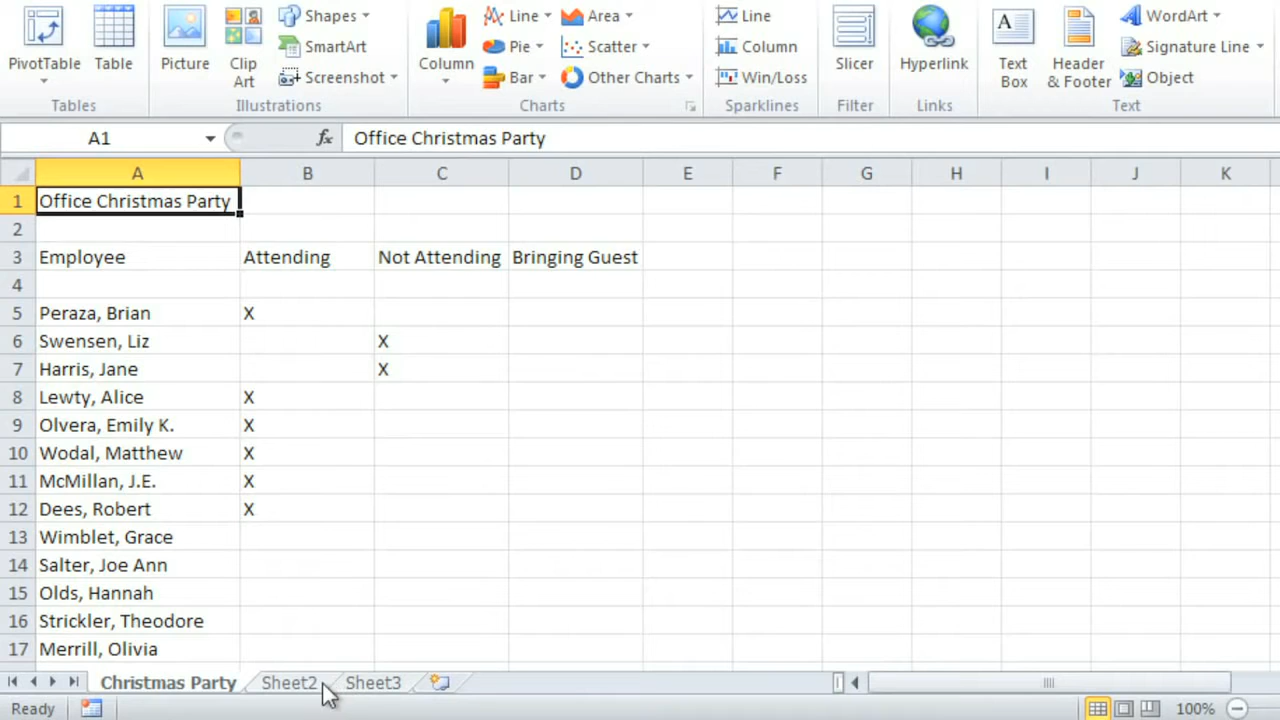 PivotTable Table Picture Clip Art Shapes SmartArt Screenshot Column Line Pie Bar Area Scatter Other Charts Line Column Win/Loss Slicer Hyperlink Text Box Header & Footer WordArt Signature Line Object
Tables Illustrations Charts Sparklines Filter Links Text
A1 fx Office Christmas Party
A B C D E F G H I J K
1 Office Christmas Party
2
3 Employee Attending Not Attending Bringing Guest
4
5 Peraza, Brian X
6 Swensen, Liz X
7 Harris, Jane X
8 Lewty, Alice X
9 Olvera, Emily K. X
10 Wodal, Matthew X
11 McMillan, J.E. X
12 Dees, Robert X
13 Wimblet, Grace
14 Salter, Joe Ann
15 Olds, Hannah
16 Strickler, Theodore
17 Merrill, Olivia
Christmas Party Sheet2 Sheet3
Ready 100%